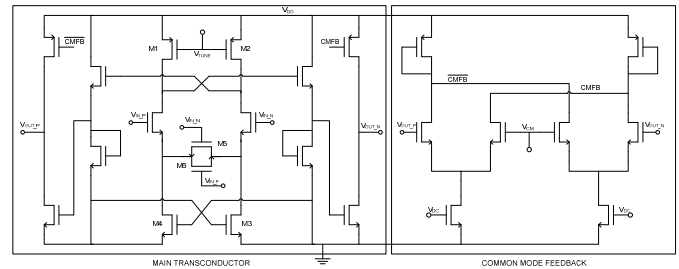 VDD
CMFB
M1
M2
VTUNE
CMFB
CMFB
CMFB
VOUT_P
VIN_P
VIN_N
VIN_N
VOUT_N
VOUT_P
VCM
VOUT_N
M5
M6
VIN_P
M4
M3
VDC
VDC
MAIN TRANSCONDUCTOR
COMMON MODE FEEDBACK